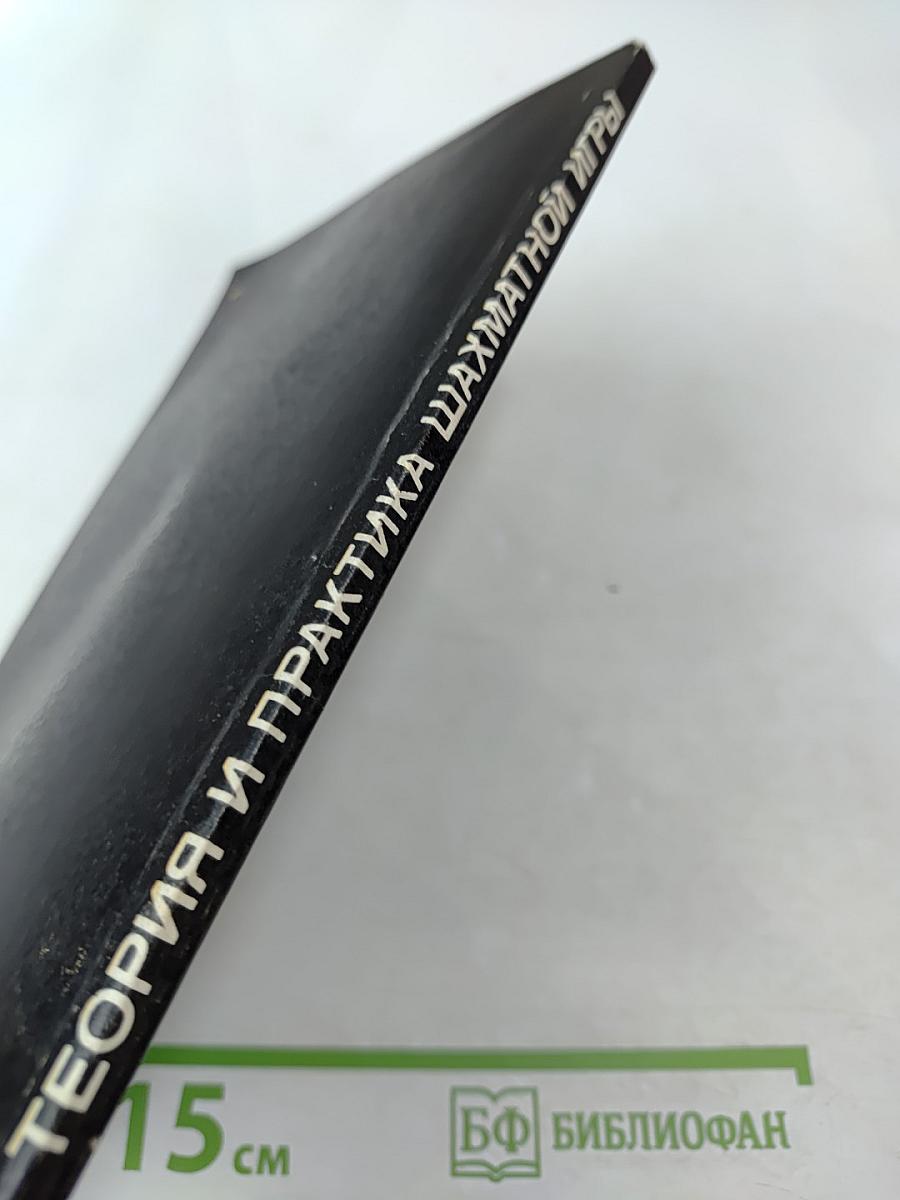 ТЕОРИЯ И ПРАКТИКА ШАХМАТНОЙ ИГРЫ
15 см
БФ БИБЛИОФАН